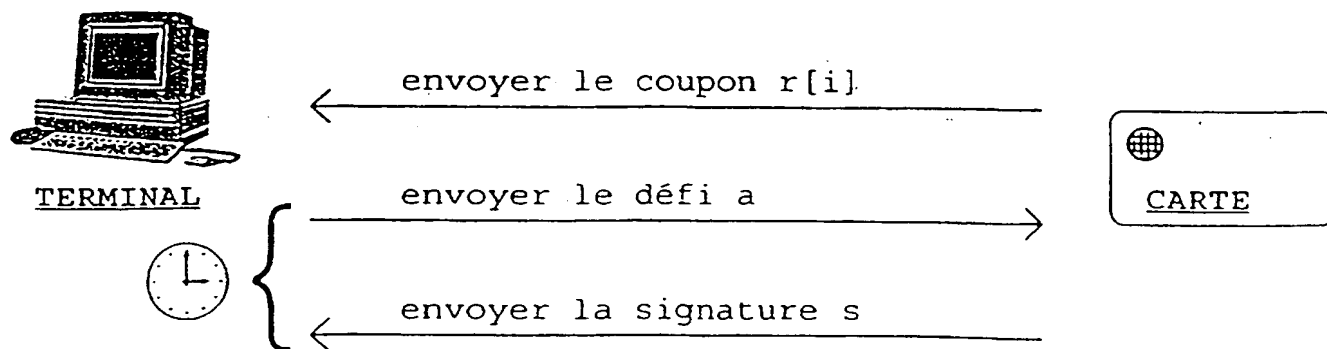 envoyer le coupon r[i]
TERMINAL
envoyer le défi a
CARTE
envoyer la signature s